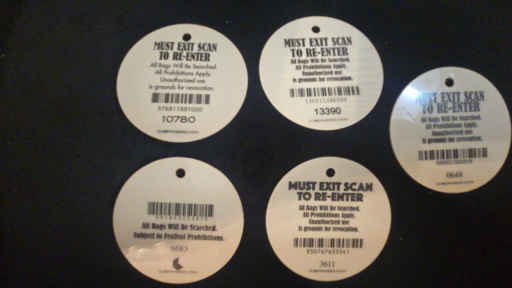 MUST EXIT SCAN
TO RE-ENTER
All Bags Will Be Searched.
All Prohibitions Apply.
Unauthorized use
is grounds for revocation.
10780
MUST EXIT SCAN
TO RE-ENTER
All Bags Will Be Searched.
All Prohibitions Apply.
Unauthorized use
is grounds for revocation.
13390
MUST EXIT SCAN
TO RE-ENTER
All Bags Will Be Searched.
All Prohibitions Apply.
Unauthorized use
is grounds for revocation.
0648
All Bags Will Be Searched.
Subject to Festival Prohibitions.
MUST EXIT SCAN
TO RE-ENTER
All Bags Will Be Searched.
All Prohibitions Apply.
Unauthorized use
is grounds for revocation.
3611